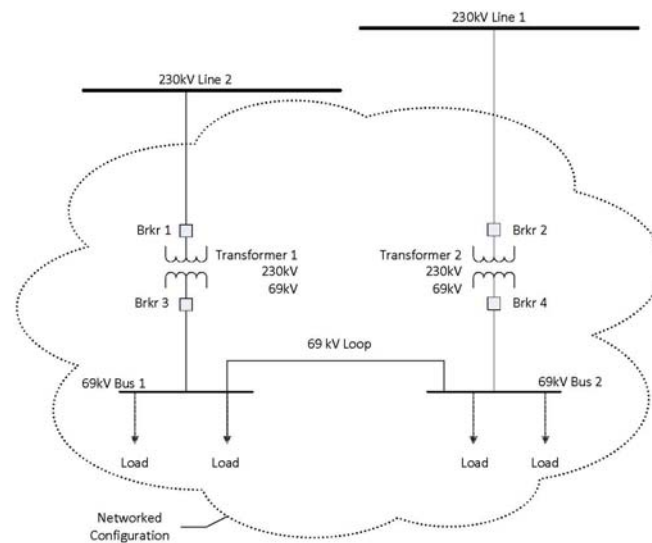 230kV Line 1
230kV Line 2
Brkr 1
Brkr 2
Transformer 1
230kV
69kV
Transformer 2
230kV
69kV
Brkr 3
Brkr 4
69 kV Loop
69kV Bus 1
69kV Bus 2
Load
Load
Load
Load
Networked
Configuration